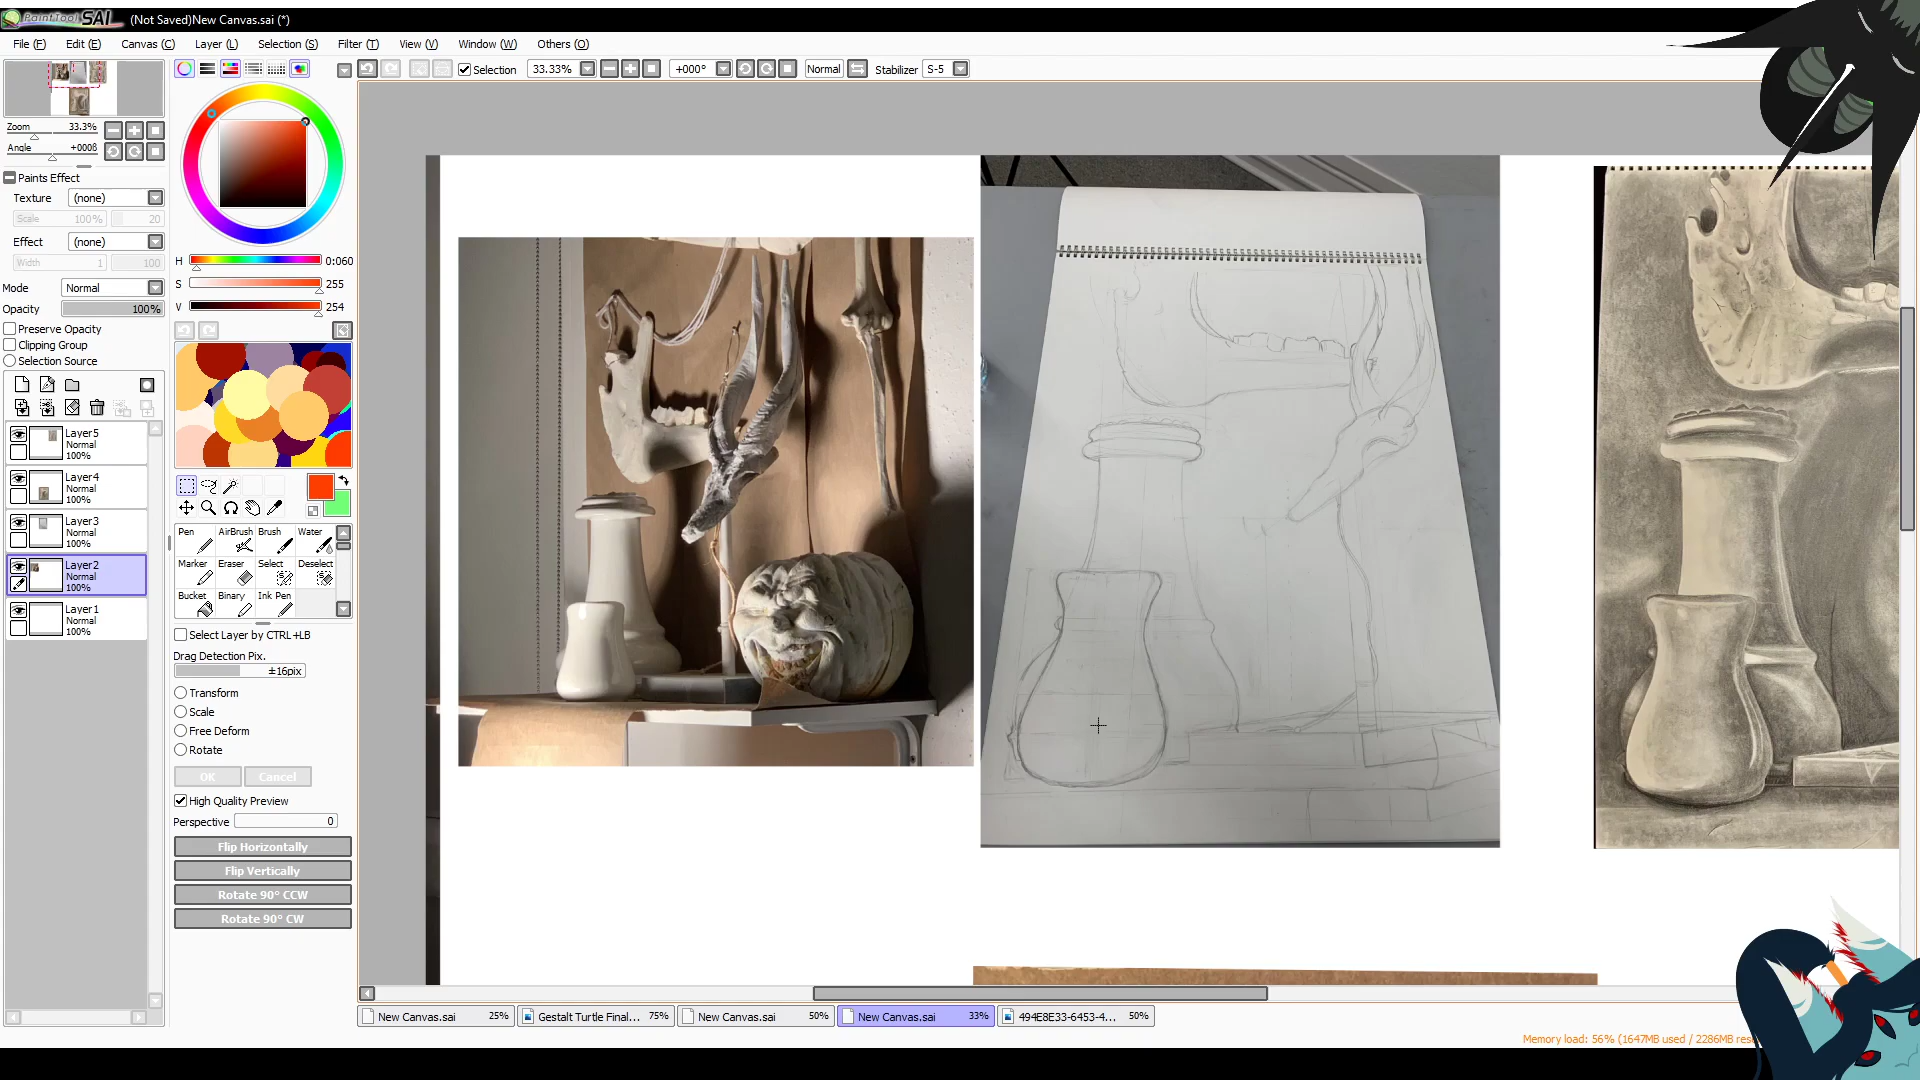 PaintTool SAI (Not Saved)New Canvas.sai (*)
File (F) Edit (E) Canvas (C) Layer (L) Selection (S) Filter (T) View (V) Window (W) Others (O)
Selection 33.33% +000° Normal Stabilizer S-5
Zoom 33.3%
Angle +000ß
Paints Effect
Texture (none)
Scale 100% 20
Effect (none)
Width 1 100
Mode Normal
Opacity 100%
Preserve Opacity
Clipping Group
Selection Source
Layer5
Normal
100%
Layer4
Normal
100%
Layer3
Normal
100%
Layer2
Normal
100%
Layer1
Normal
100%
H 0:060
S 255
V 254
Pen AirBrush Brush Water
Marker Eraser Select Deselect
Bucket Binary Ink Pen
Select Layer by CTRL+LB
Drag Detection Pix.
±16pix
Transform
Scale
Free Deform
Rotate
OK Cancel
High Quality Preview
Perspective 0
Flip Horizontally
Flip Vertically
Rotate 90° CCW
Rotate 90° CW
New Canvas.sai 25% Gestalt Turtle Final... 75% New Canvas.sai 50% New Canvas.sai 33% 494E8E33-6453-4... 50%
Memory load: 56% (1647MB used / 2286MB